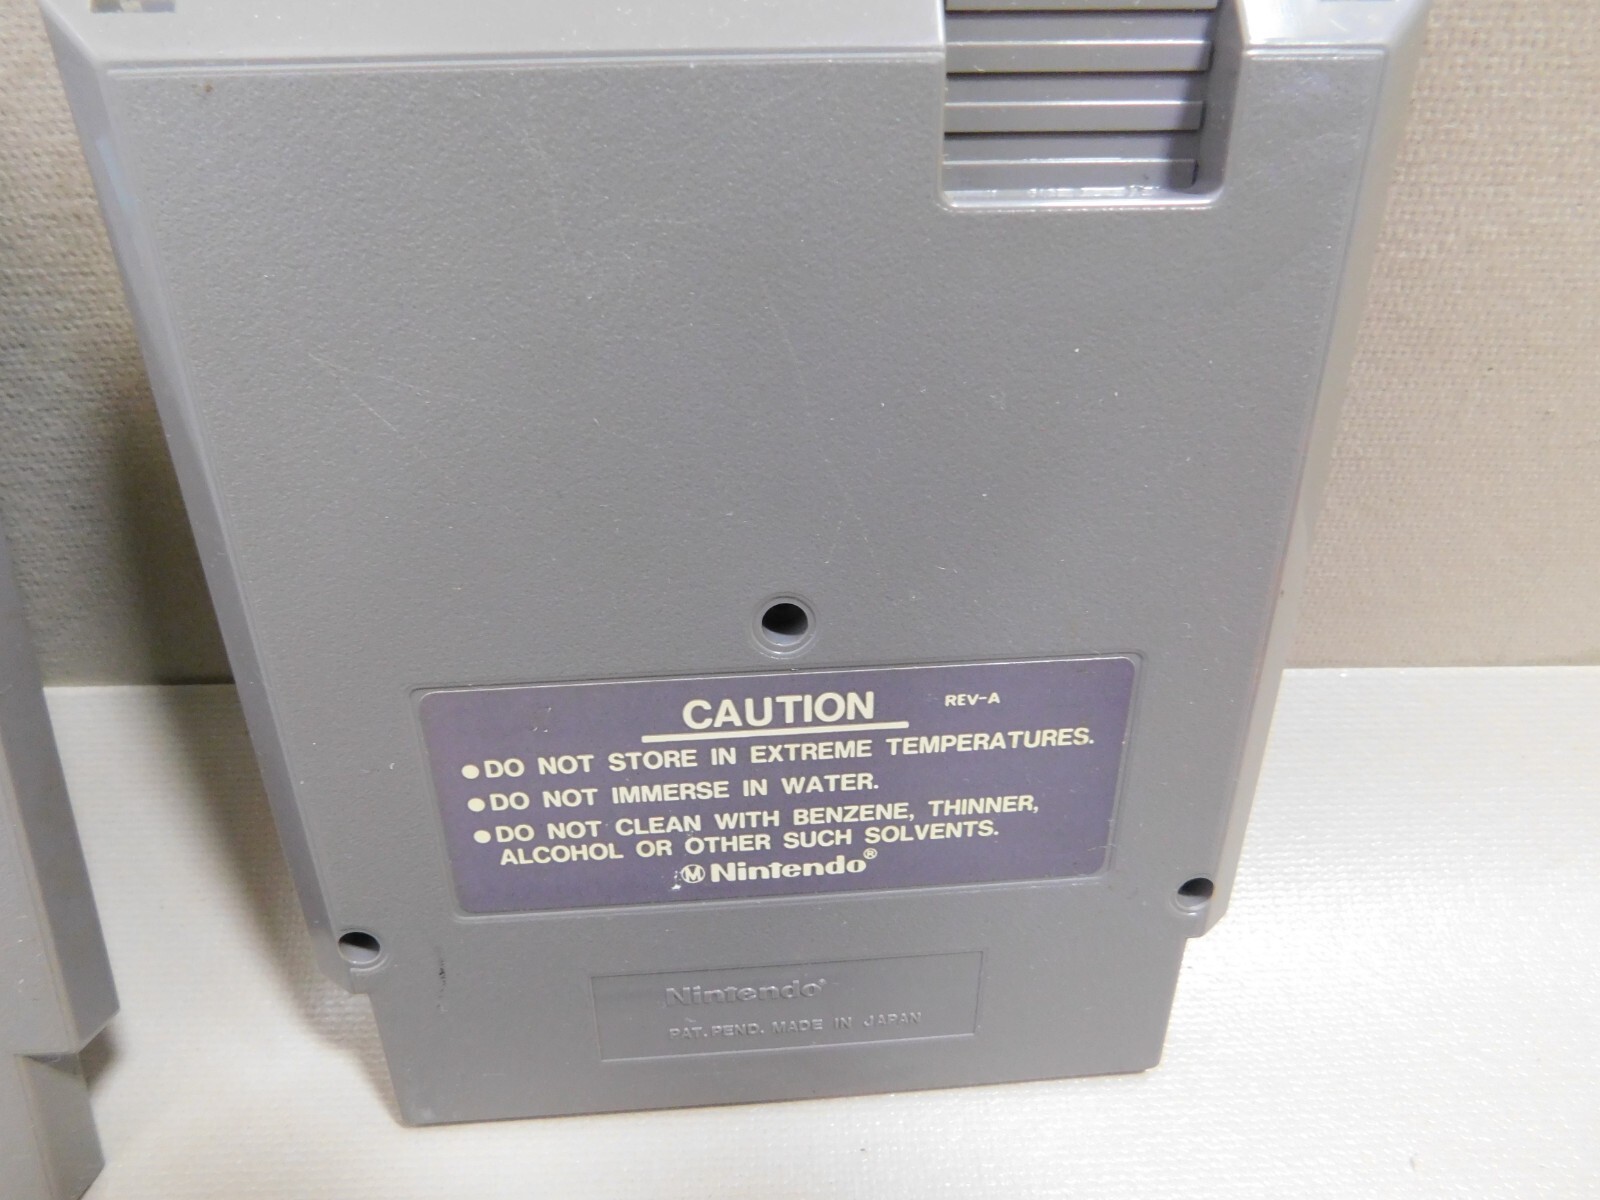 CAUTION REV-A
●DO NOT STORE IN EXTREME TEMPERATURES.
●DO NOT IMMERSE IN WATER.
●DO NOT CLEAN WITH BENZENE, THINNER,
ALCOHOL OR OTHER SUCH SOLVENTS.
Ⓜ Nintendo®
Nintendo®
PAT. PEND. MADE IN JAPAN